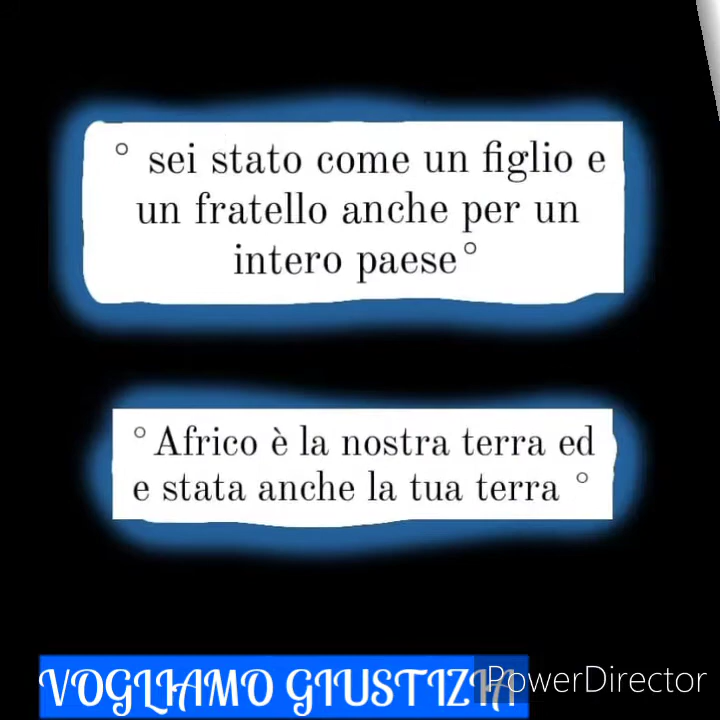 ° sei stato come un figlio e
un fratello anche per un
intero paese°
°Africo è la nostra terra ed
e stata anche la tua terra °
VOGLIAMO GIUSTIZIA
PowerDirector